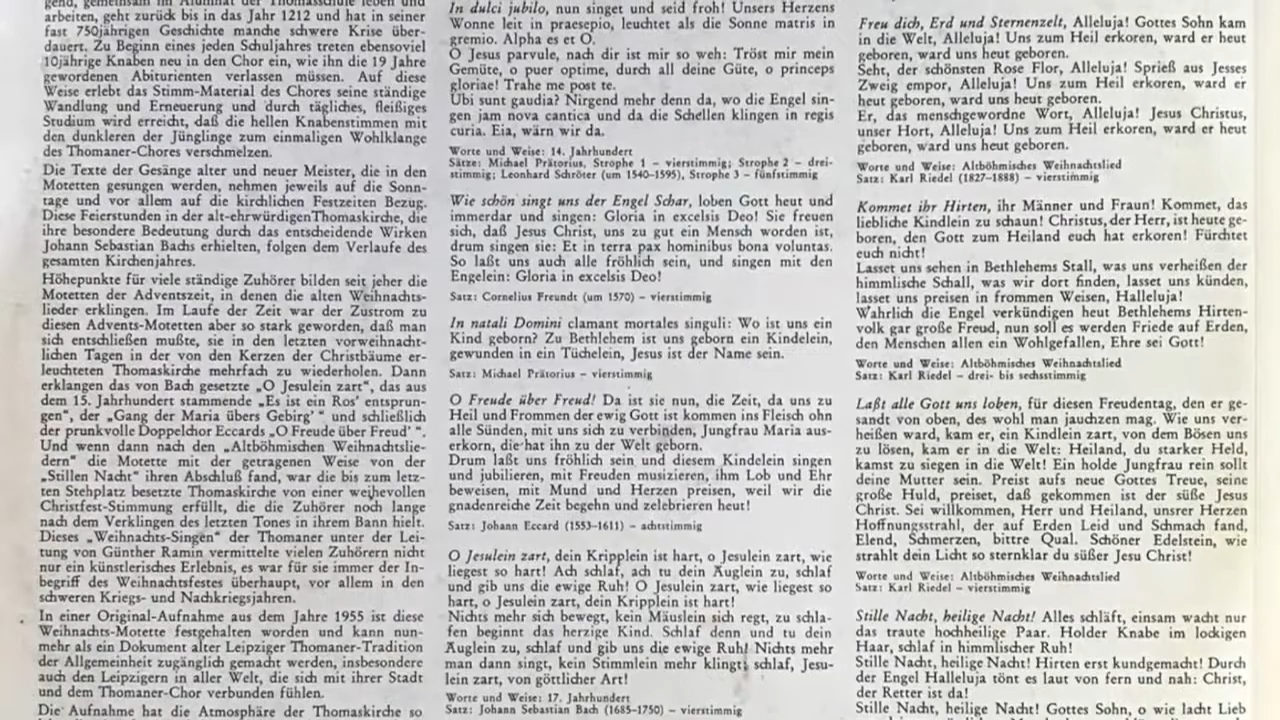 gend, gemeinsam im Alumnat der Thomasschule leben und
arbeiten, geht zurück bis in das Jahr 1212 und hat in seiner
fast 750jährigen Geschichte manche schwere Krise über-
dauert. Zu Beginn eines jeden Schuljahres treten ebensoviel
10jährige Knaben neu in den Chor ein, wie ihn die 19 Jahre
gewordenen Abiturienten verlassen müssen. Auf diese
Weise erlebt das Stimm-Material des Chores seine ständige
Wandlung und Erneuerung und durch tägliches, fleißiges
Studium wird erreicht, daß die hellen Knabenstimmen mit
den dunkleren der Jünglinge zum einmaligen Wohlklange
des Thomaner-Chores verschmelzen.
Die Texte der Gesänge alter und neuer Meister, die in den
Motetten gesungen werden, nehmen jeweils auf die Sonn-
tage und vor allem auf die kirchlichen Festzeiten Bezug.
Diese Feierstunden in der alt-ehrwürdigenThomaskirche, die
ihre besondere Bedeutung durch das entscheidende Wirken
Johann Sebastian Bachs erhielten, folgen dem Verlaufe des
gesamten Kirchenjahres.
Höhepunkte für viele ständige Zuhörer bilden seit jeher die
Motetten der Adventszeit, in denen die alten Weihnachts-
lieder erklingen. Im Laufe der Zeit war der Zustrom zu
diesen Advents-Motetten aber so stark geworden, daß man
sich entschließen mußte, sie in den letzten vorweihnacht-
lichen Tagen in der von den Kerzen der Christbäume er-
leuchteten Thomaskirche mehrfach zu wiederholen. Dann
erklangen das von Bach gesetzte „O Jesulein zart“, das aus
dem 15. Jahrhundert stammende „Es ist ein Ros’ entsprun-
gen“, der „Gang der Maria übers Gebirg’ “ und schließlich
der prunkvolle Doppelchor Eccards „O Freude über Freud’ “.
Und wenn dann nach den „Altböhmischen Weihnachtslie-
dern“ die Motette mit der getragenen Weise von der
„Stillen Nacht“ ihren Abschluß fand, war die bis zum letz-
ten Stehplatz besetzte Thomaskirche von einer weihevollen
Christfest-Stimmung erfüllt, die die Zuhörer noch lange
nach dem Verklingen des letzten Tones in ihrem Bann hielt.
Dieses „Weihnachts-Singen“ der Thomaner unter der Lei-
tung von Günther Ramin vermittelte vielen Zuhörern nicht
nur ein künstlerisches Erlebnis, es war für sie immer der In-
begriff des Weihnachtsfestes überhaupt, vor allem in den
schweren Kriegs- und Nachkriegsjahren.
In einer Original-Aufnahme aus dem Jahre 1955 ist diese
Weihnachts-Motette festgehalten worden und kann nun-
mehr als ein Dokument alter Leipziger Thomaner-Tradition
der Allgemeinheit zugänglich gemacht werden, insbesondere
auch den Leipzigern in aller Welt, die sich mit ihrer Stadt
und dem Thomaner-Chor verbunden fühlen.
Die Aufnahme hat die Atmosphäre der Thomaskirche so
In dulci jubilo, nun singet und seid froh! Unsers Herzens
Wonne leit in praesepio, leuchtet als die Sonne matris in
gremio. Alpha es et O.
O Jesus parvule, nach dir ist mir so weh: Tröst mir mein
Gemüte, o puer optime, durch all deine Güte, o princeps
gloriae! Trahe me post te.
Ubi sunt gaudia? Nirgend mehr denn da, wo die Engel sin-
gen jam nova cantica und da die Schellen klingen in regis
curia. Eia, wärn wir da.
Worte und Weise: 14. Jahrhundert
Sätze: Michael Prätorius, Strophe 1 – vierstimmig; Strophe 2 – drei-
stimmig; Leonhard Schröter (um 1540–1595), Strophe 3 – fünfstimmig
Wie schön singt uns der Engel Schar, loben Gott heut und
immerdar und singen: Gloria in excelsis Deo! Sie freuen
sich, daß Jesus Christ, uns zu gut ein Mensch worden ist,
drum singen sie: Et in terra pax hominibus bona voluntas.
So laßt uns auch alle fröhlich sein, und singen mit den
Engelein: Gloria in excelsis Deo!
Satz: Cornelius Freundt (um 1570) – vierstimmig
In natali Domini clamant mortales singuli: Wo ist uns ein
Kind geborn? Zu Bethlehem ist uns geborn ein Kindelein,
gewunden in ein Tüchelein, Jesus ist der Name sein.
Satz: Michael Prätorius – vierstimmig
O Freude über Freud! Da ist sie nun, die Zeit, da uns zu
Heil und Frommen der ewig Gott ist kommen ins Fleisch ohn
alle Sünden, mit uns sich zu verbinden, Jungfrau Maria aus-
erkorn, die hat ihn zu der Welt geborn.
Drum laßt uns fröhlich sein und diesem Kindelein singen
und jubilieren, mit Freuden musizieren, ihm Lob und Ehr
beweisen, mit Mund und Herzen preisen, weil wir die
gnadenreiche Zeit begehn und zelebrieren heut!
Satz: Johann Eccard (1553–1611) – achtstimmig
O Jesulein zart, dein Kripplein ist hart, o Jesulein zart, wie
liegest so hart! Ach schlaf, ach tu dein Äuglein zu, schlaf
und gib uns die ewige Ruh! O Jesulein zart, wie liegest so
hart, o Jesulein zart, dein Kripplein ist hart!
Nichts mehr sich bewegt, kein Mäuslein sich regt, zu schla-
fen beginnt das herzige Kind. Schlaf denn und tu dein
Äuglein zu, schlaf und gib uns die ewige Ruh! Nichts mehr
man dann singt, kein Stimmlein mehr klingt, schlaf, Jesu-
lein zart, von göttlicher Art!
Worte und Weise: 17. Jahrhundert
Satz: Johann Sebastian Bach (1685–1750) – vierstimmig
Freu dich, Erd und Sternenzelt, Alleluja! Gottes Sohn kam
in die Welt, Alleluja! Uns zum Heil erkoren, ward er heut
geboren, ward uns heut geboren.
Seht, der schönsten Rose Flor, Alleluja! Sprieß aus Jesses
Zweig empor, Alleluja! Uns zum Heil erkoren, ward er
heut geboren, ward uns heut geboren.
Er, das menschgewordne Wort, Alleluja! Jesus Christus,
unser Hort, Alleluja! Uns zum Heil erkoren, ward er heut
geboren, ward uns heut geboren.
Worte und Weise: Altböhmisches Weihnachtslied
Satz: Karl Riedel (1827–1888) – vierstimmig
Kommet ihr Hirten, ihr Männer und Fraun! Kommet, das
liebliche Kindlein zu schaun! Christus, der Herr, ist heute ge-
boren, den Gott zum Heiland euch hat erkoren! Fürchtet
euch nicht!
Lasset uns sehen in Bethlehems Stall, was uns verheißen der
himmlische Schall, was wir dort finden, lasset uns künden,
lasset uns preisen in frommen Weisen, Halleluja!
Wahrlich die Engel verkündigen heut Bethlehems Hirten-
volk gar große Freud, nun soll es werden Friede auf Erden,
den Menschen allen ein Wohlgefallen, Ehre sei Gott!
Worte und Weise: Altböhmisches Weihnachtslied
Satz: Karl Riedel – drei- bis sechsstimmig
Laßt alle Gott uns loben, für diesen Freudentag, den er ge-
sandt von oben, des wohl man jauchzen mag. Wie uns ver-
heißen ward, kam er, ein Kindlein zart, von dem Bösen uns
zu lösen, kam er in die Welt: Heiland, du starker Held,
kamst zu siegen in die Welt! Ein holde Jungfrau rein sollt
deine Mutter sein. Preist aufs neue Gottes Treue, seine
große Huld, preiset, daß gekommen ist der süße Jesus
Christ. Sei willkommen, Herr und Heiland, unsrer Herzen
Hoffnungsstrahl, der auf Erden Leid und Schmach fand,
Elend, Schmerzen, bittre Qual. Schöner Edelstein, wie
strahlt dein Licht so sternklar du süßer Jesu Christ!
Worte und Weise: Altböhmisches Weihnachtslied
Satz: Karl Riedel – vierstimmig
Stille Nacht, heilige Nacht! Alles schläft, einsam wacht nur
das traute hochheilige Paar. Holder Knabe im lockigen
Haar, schlaf in himmlischer Ruh!
Stille Nacht, heilige Nacht! Hirten erst kundgemacht! Durch
der Engel Halleluja tönt es laut von fern und nah: Christ,
der Retter ist da!
Stille Nacht, heilige Nacht! Gottes Sohn, o wie lacht Lieb